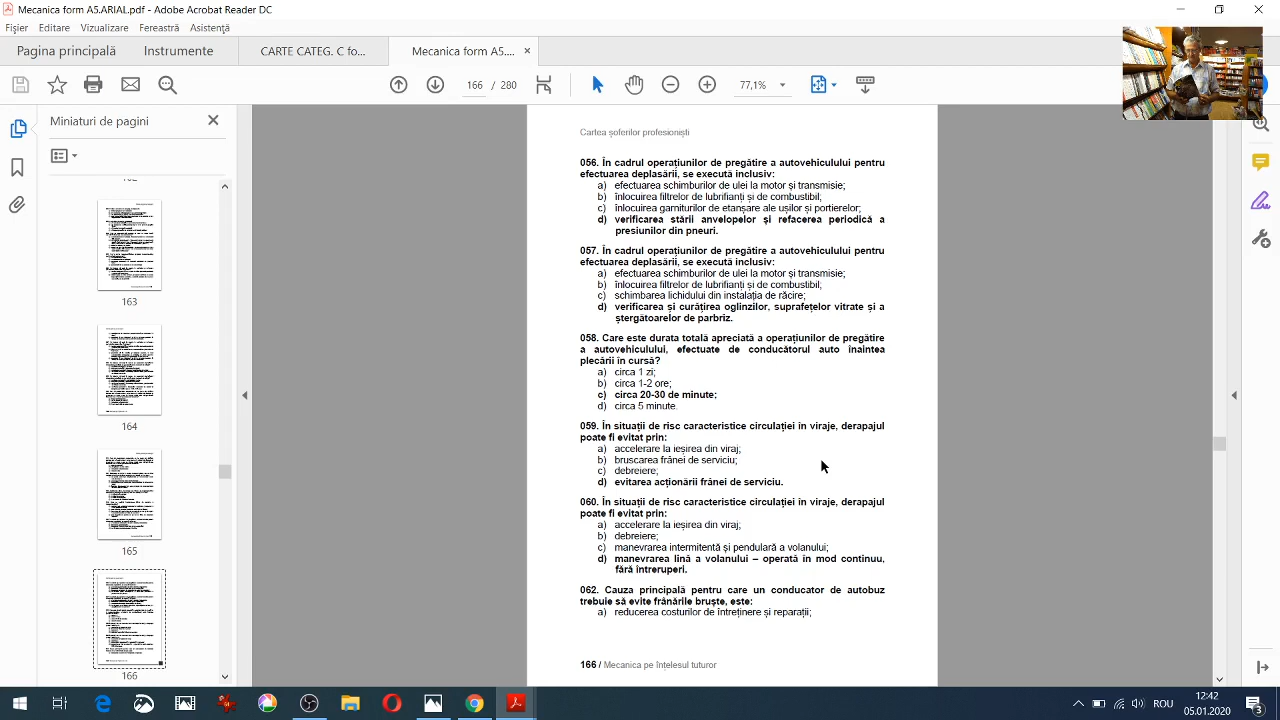 Mecanica form A5.ARIAL.pdf - Adobe Acrobat Reader DC
Fișier Editare Vizualizare Fereastră Asistență
Pagina principală Instrumente CARTE CATEG. C fo... Mecanica form A5....
166 / 280 77,1%
Miniaturi de pagini
163
164
165
166
Cartea șoferilor profesioniști
056. În cadrul operațiunilor de pregătire a autovehiculului pentru
efectuarea deplasării, se execută inclusiv:
a) efectuarea schimburilor de ulei la motor și transmisie;
b) înlocuirea filtrelor de lubrifianți și de combustibil;
c) înlocuirea garniturilor de etanșare ale ușilor și portierelor;
d) verificarea stării anvelopelor și refacerea periodică a
presiunilor din pneuri.
057. În cadrul operațiunilor de pregătire a autovehiculului pentru
efectuarea deplasării, se execută inclusiv:
a) efectuarea schimburilor de ulei la motor și transmisie;
b) înlocuirea filtrelor de lubrifianți și de combustibil;
c) schimbarea lichidului din instalația de răcire;
d) verificarea și curățirea oglinzilor, suprafețelor vitrate și a
ștergătoarelor de parbriz.
058. Care este durata totală apreciată a operațiunilor de pregătire
a autovehiculului, efectuate de conducătorul auto înaintea
plecării în cursă?
a) circa 1 zi;
b) circa 1-2 ore;
c) circa 20-30 de minute;
d) circa 5 minute.
059. În situații de risc caracteristice circulației în viraje, derapajul
poate fi evitat prin:
a) accelerare la ieșirea din viraj;
b) bruscarea frânei de serviciu;
c) debreiere;
d) evitarea acționării frânei de serviciu.
060. În situații de risc caracteristice circulației în viraje, derapajul
poate fi evitat prin:
a) accelerare la ieșirea din viraj;
b) debreiere;
c) manevrarea intermitentă și pendulară a volanului;
d) manevrarea lină a volanului – operată în mod continuu,
fără întreruperi.
062. Cauza principală pentru care un conducator de autobuz
trebuie să evite frânările bruște, este:
a) reducerea costurilor de întreținere și reparații;
166 / Mecanica pe înțelesul tuturor
ROU
12:42
05.01.2020
3